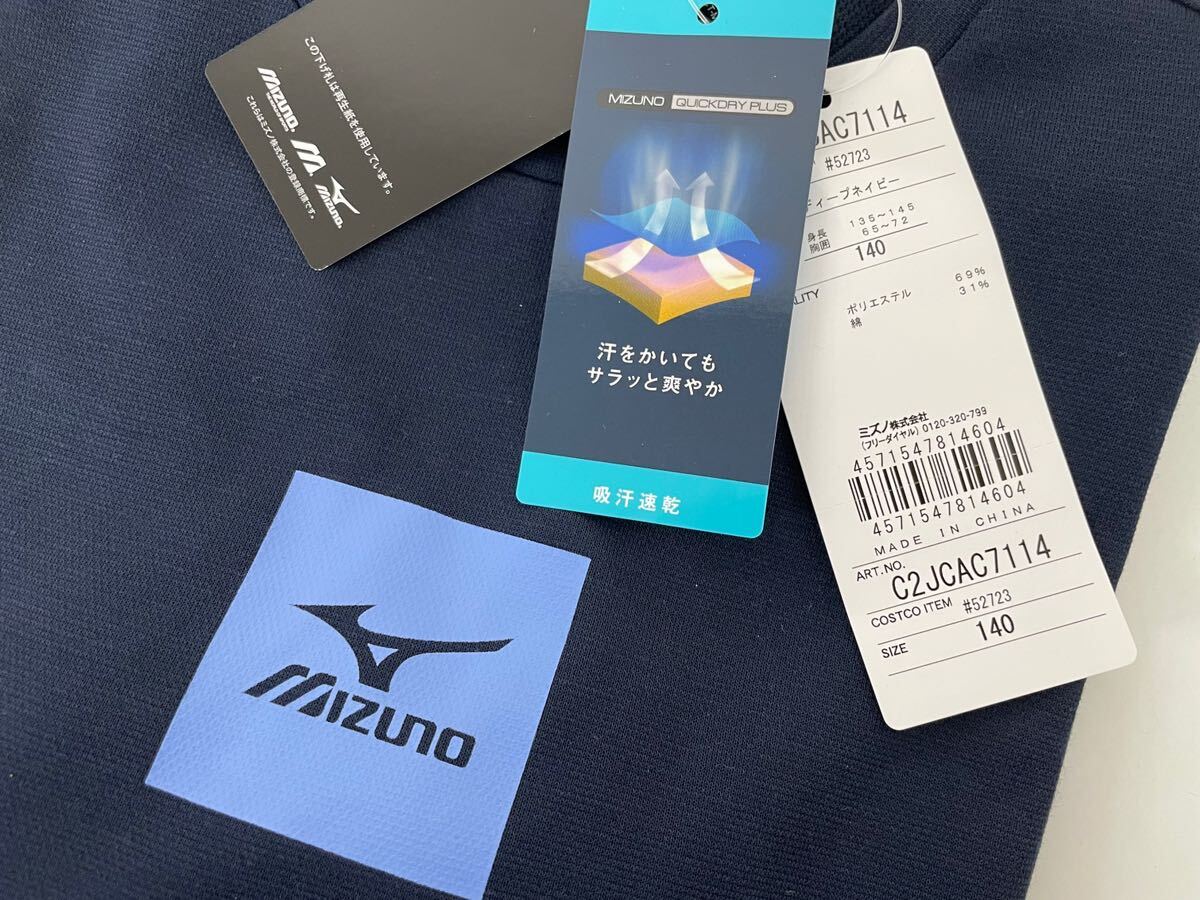 この下げ札は再生紙を使用しています。
MIZUNO
M
MIZUNO
これらはミズノ株式会社の登録商標です。
MIZUNO QUICKDRY PLUS
汗をかいても
サラッと爽やか
吸汗速乾
CAC7114
#52723
ディープネイビー
身長 135~145
胸囲 65~72
140
ALITY
ポリエステル 69%
綿 31%
ミズノ株式会社
(フリーダイヤル) 0120-320-799
4571547814604
4571547814604
MADE IN CHINA
ART.NO. C2JCAC7114
COSTCO ITEM #52723
SIZE 140
MIZUNO